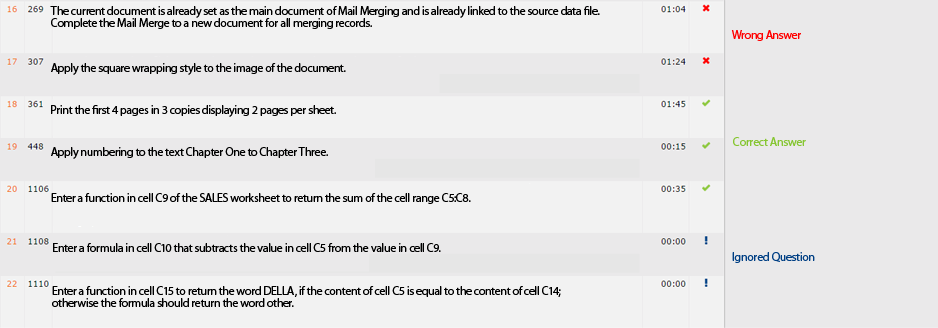 16 269 The current document is already set as the main document of Mail Merging and is already linked to the source data file. 01:04
Complete the Mail Merge to a new document for all merging records.
Wrong Answer
17 307 Apply the square wrapping style to the image of the document. 01:24
18 361 Print the first 4 pages in 3 copies displaying 2 pages per sheet. 01:45
Correct Answer
19 448 Apply numbering to the text Chapter One to Chapter Three. 00:15
20 1106 Enter a function in cell C9 of the SALES worksheet to return the sum of the cell range C5:C8. 00:35
21 1108 Enter a formula in cell C10 that subtracts the value in cell C5 from the value in cell C9. 00:00 !
Ignored Question
22 1110 Enter a function in cell C15 to return the word DELLA, if the content of cell C5 is equal to the content of cell C14; 00:00 !
otherwise the formula should return the word other.